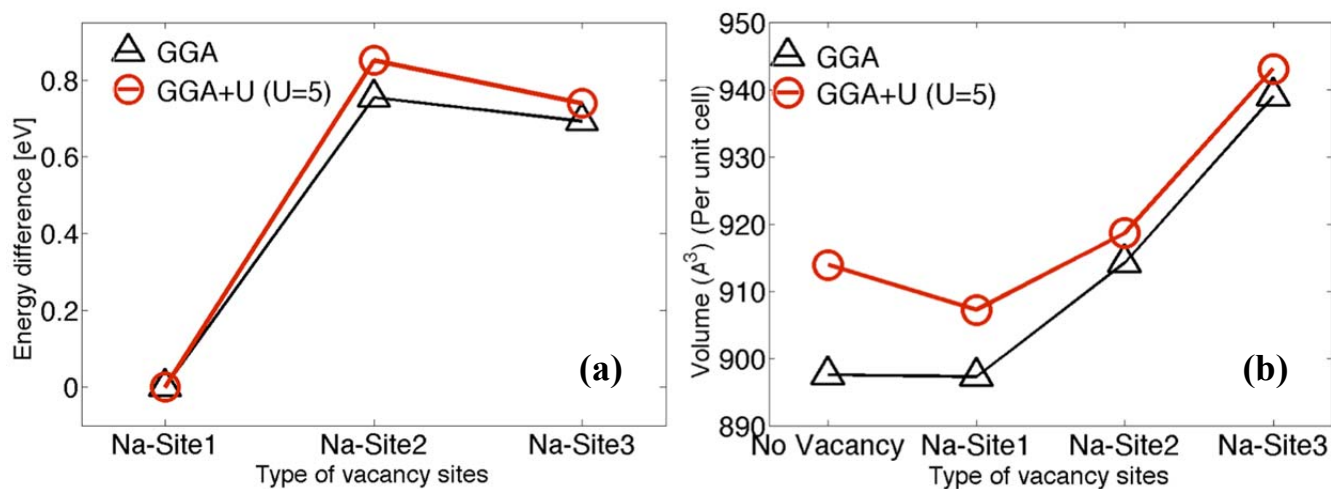 GGA
GGA+U (U=5)
Energy difference [eV]
0.8
0.6
0.4
0.2
0
(a)
Na-Site1 Na-Site2 Na-Site3
Type of vacancy sites
950
GGA
GGA+U (U=5)
Volume (A³) (Per unit cell)
940
930
920
910
900
890
(b)
No Vacancy Na-Site1 Na-Site2 Na-Site3
Type of vacancy sites